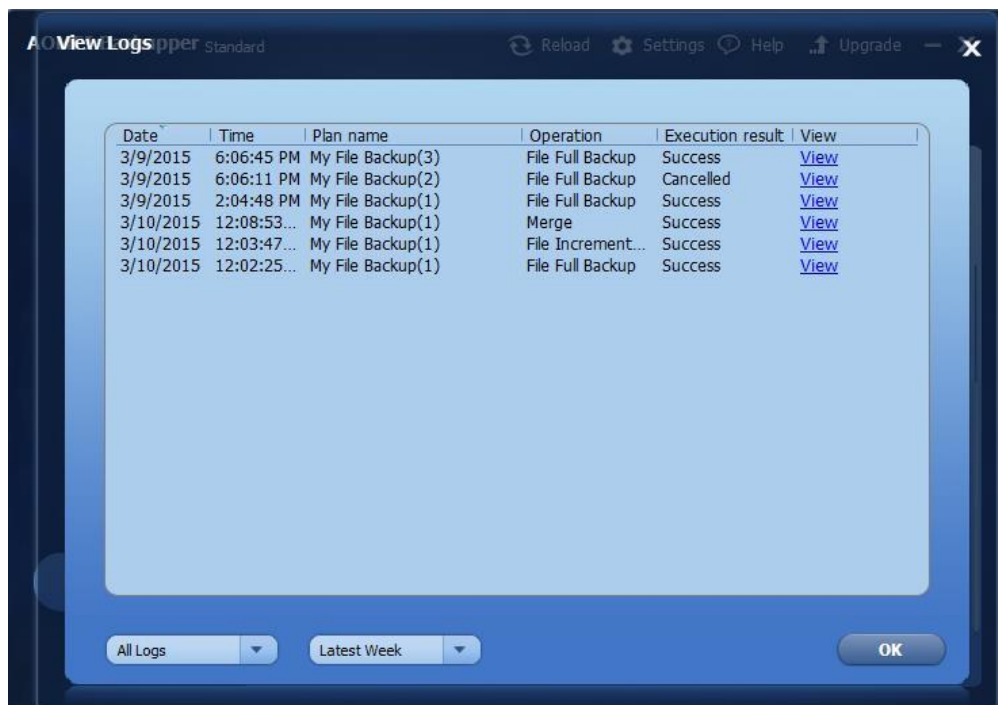 View Logs
Standard Reload Settings Help Upgrade
Date Time Plan name Operation Execution result View
3/9/2015 6:06:45 PM My File Backup(3) File Full Backup Success View
3/9/2015 6:06:11 PM My File Backup(2) File Full Backup Cancelled View
3/9/2015 2:04:48 PM My File Backup(1) File Full Backup Success View
3/10/2015 12:08:53... My File Backup(1) Merge Success View
3/10/2015 12:03:47... My File Backup(1) File Increment... Success View
3/10/2015 12:02:25... My File Backup(1) File Full Backup Success View
All Logs Latest Week OK